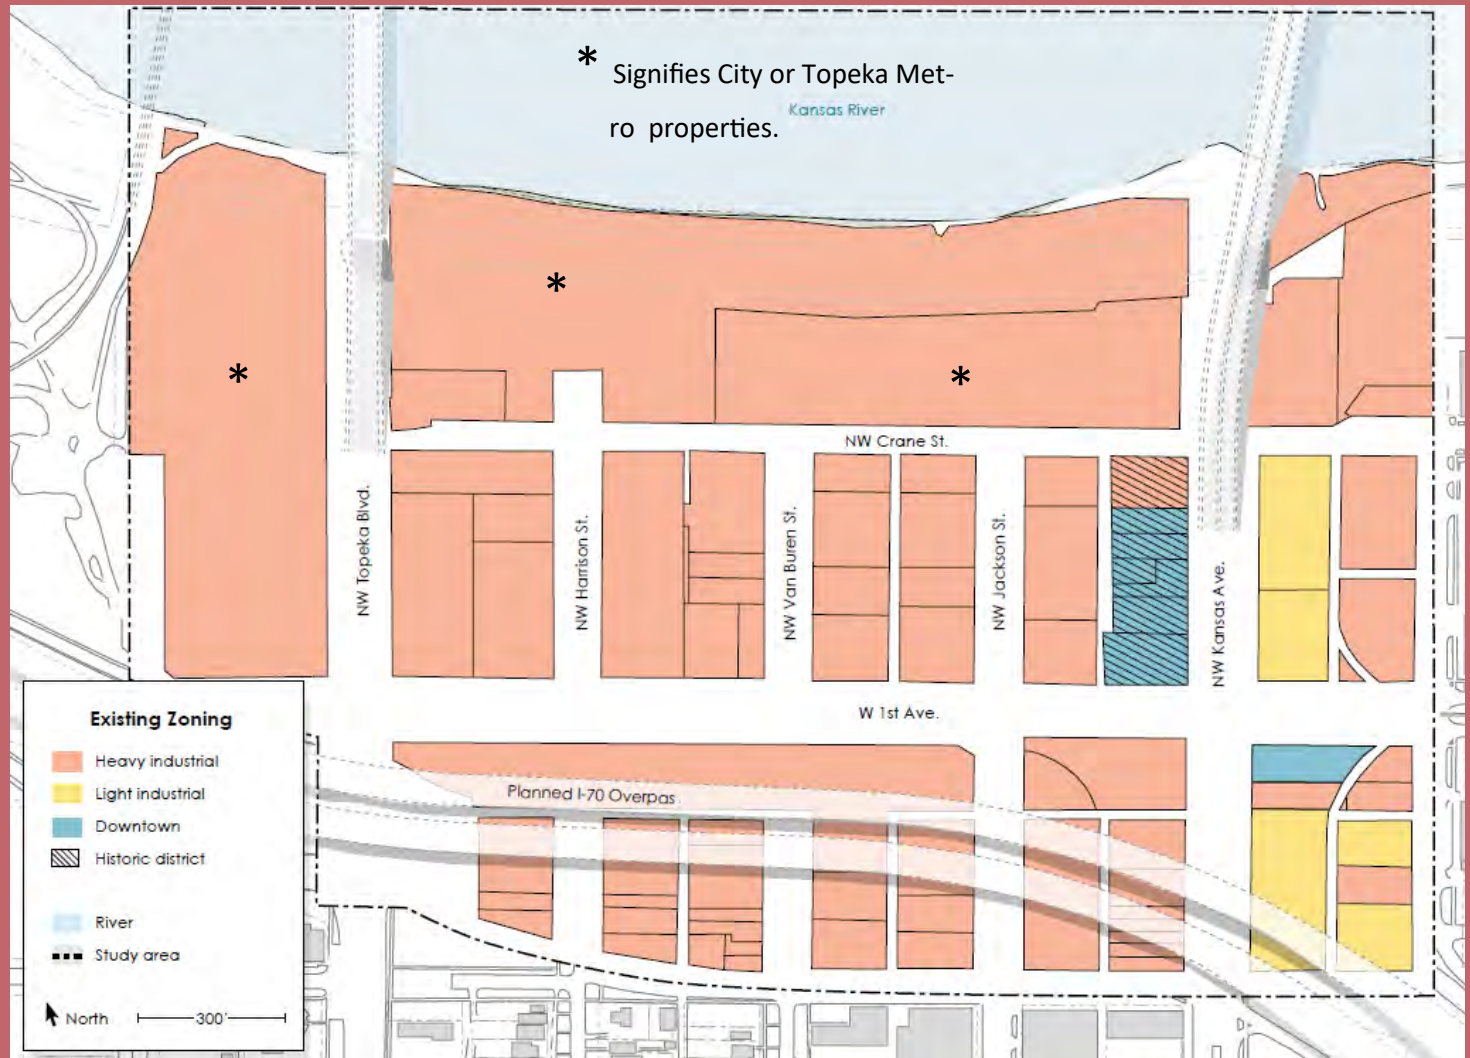 * Signifies City or Topeka Met-
ro properties.
Kansas River
*
*
*
NW Crane St.
NW Topeka Blvd.
NW Harrison St.
NW Van Buren St.
NW Jackson St.
NW Kansas Ave.
W 1st Ave.
Planned I-70 Overpas
Existing Zoning
Heavy industrial
Light industrial
Downtown
Historic district
River
Study area
North
300'